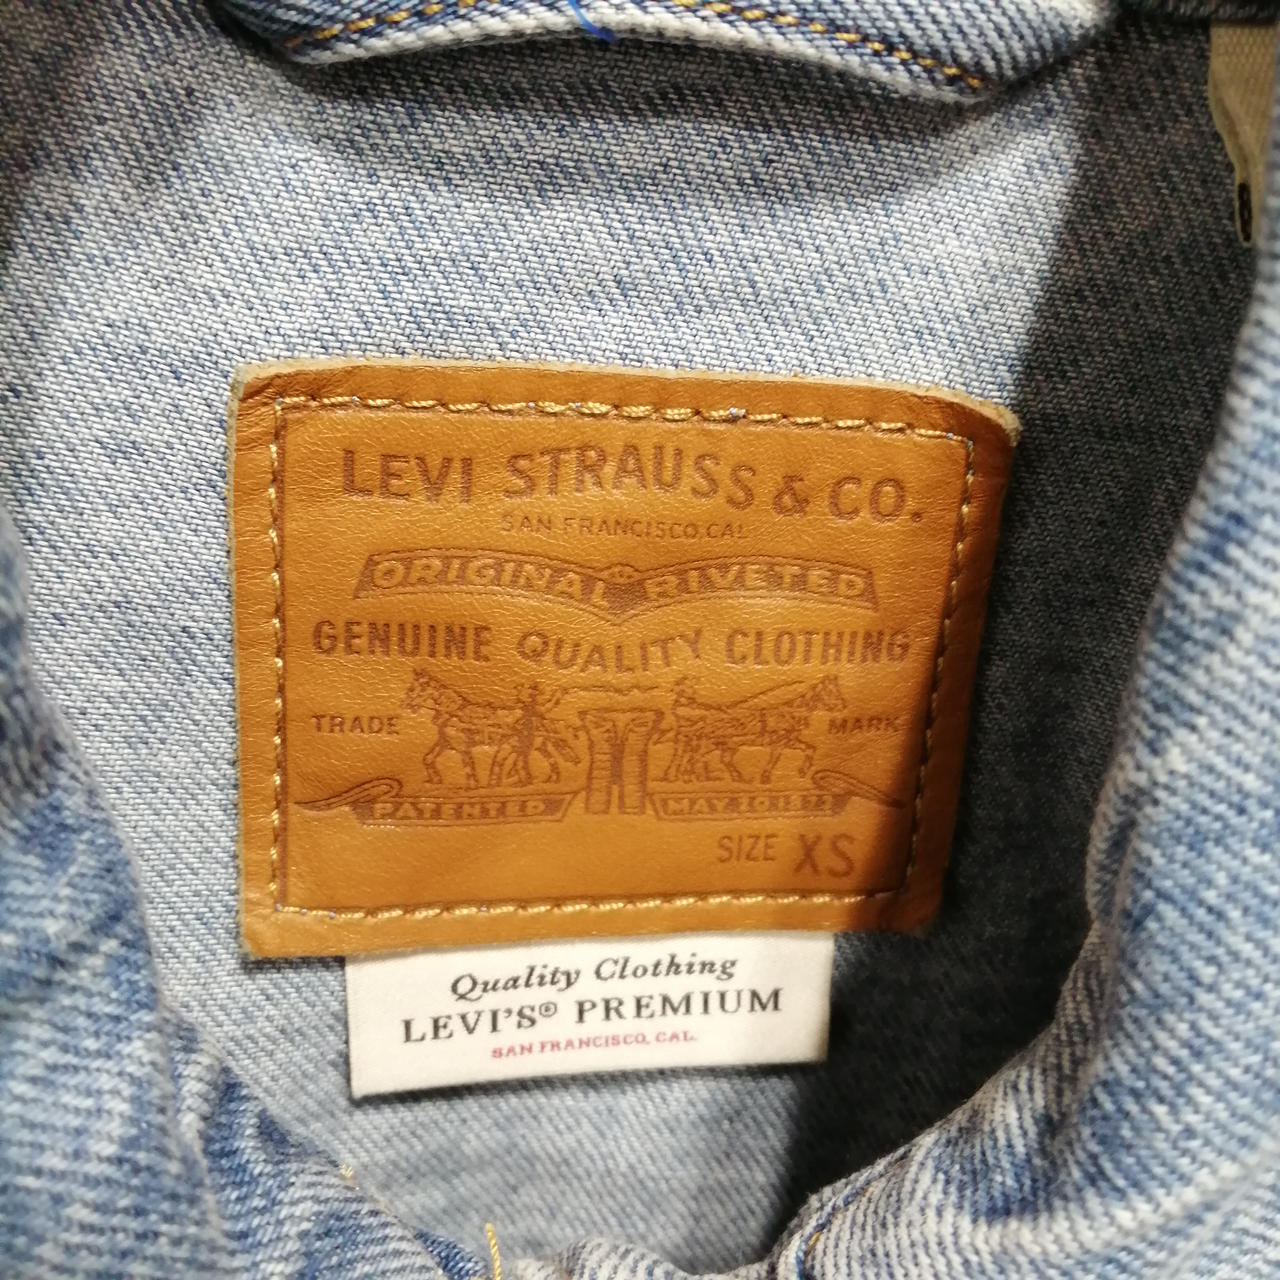 LEVI STRAUSS & CO.
SAN FRANCISCO, CAL
ORIGINAL RIVETED
GENUINE QUALITY CLOTHING
TRADE MARK
PATENTED MAY 20 1873
SIZE XS
Quality Clothing
LEVI'S® PREMIUM
SAN FRANCISCO, CAL.
8